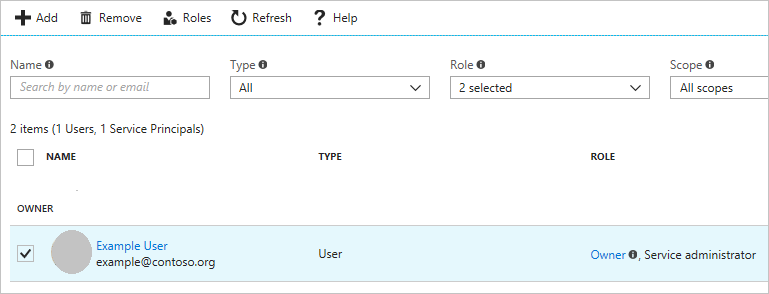 Add Remove Roles Refresh Help
Name Type Role Scope
Search by name or email All 2 selected All scopes
2 items (1 Users, 1 Service Principals)
NAME TYPE ROLE
OWNER
Example User
example@contoso.org User Owner, Service administrator